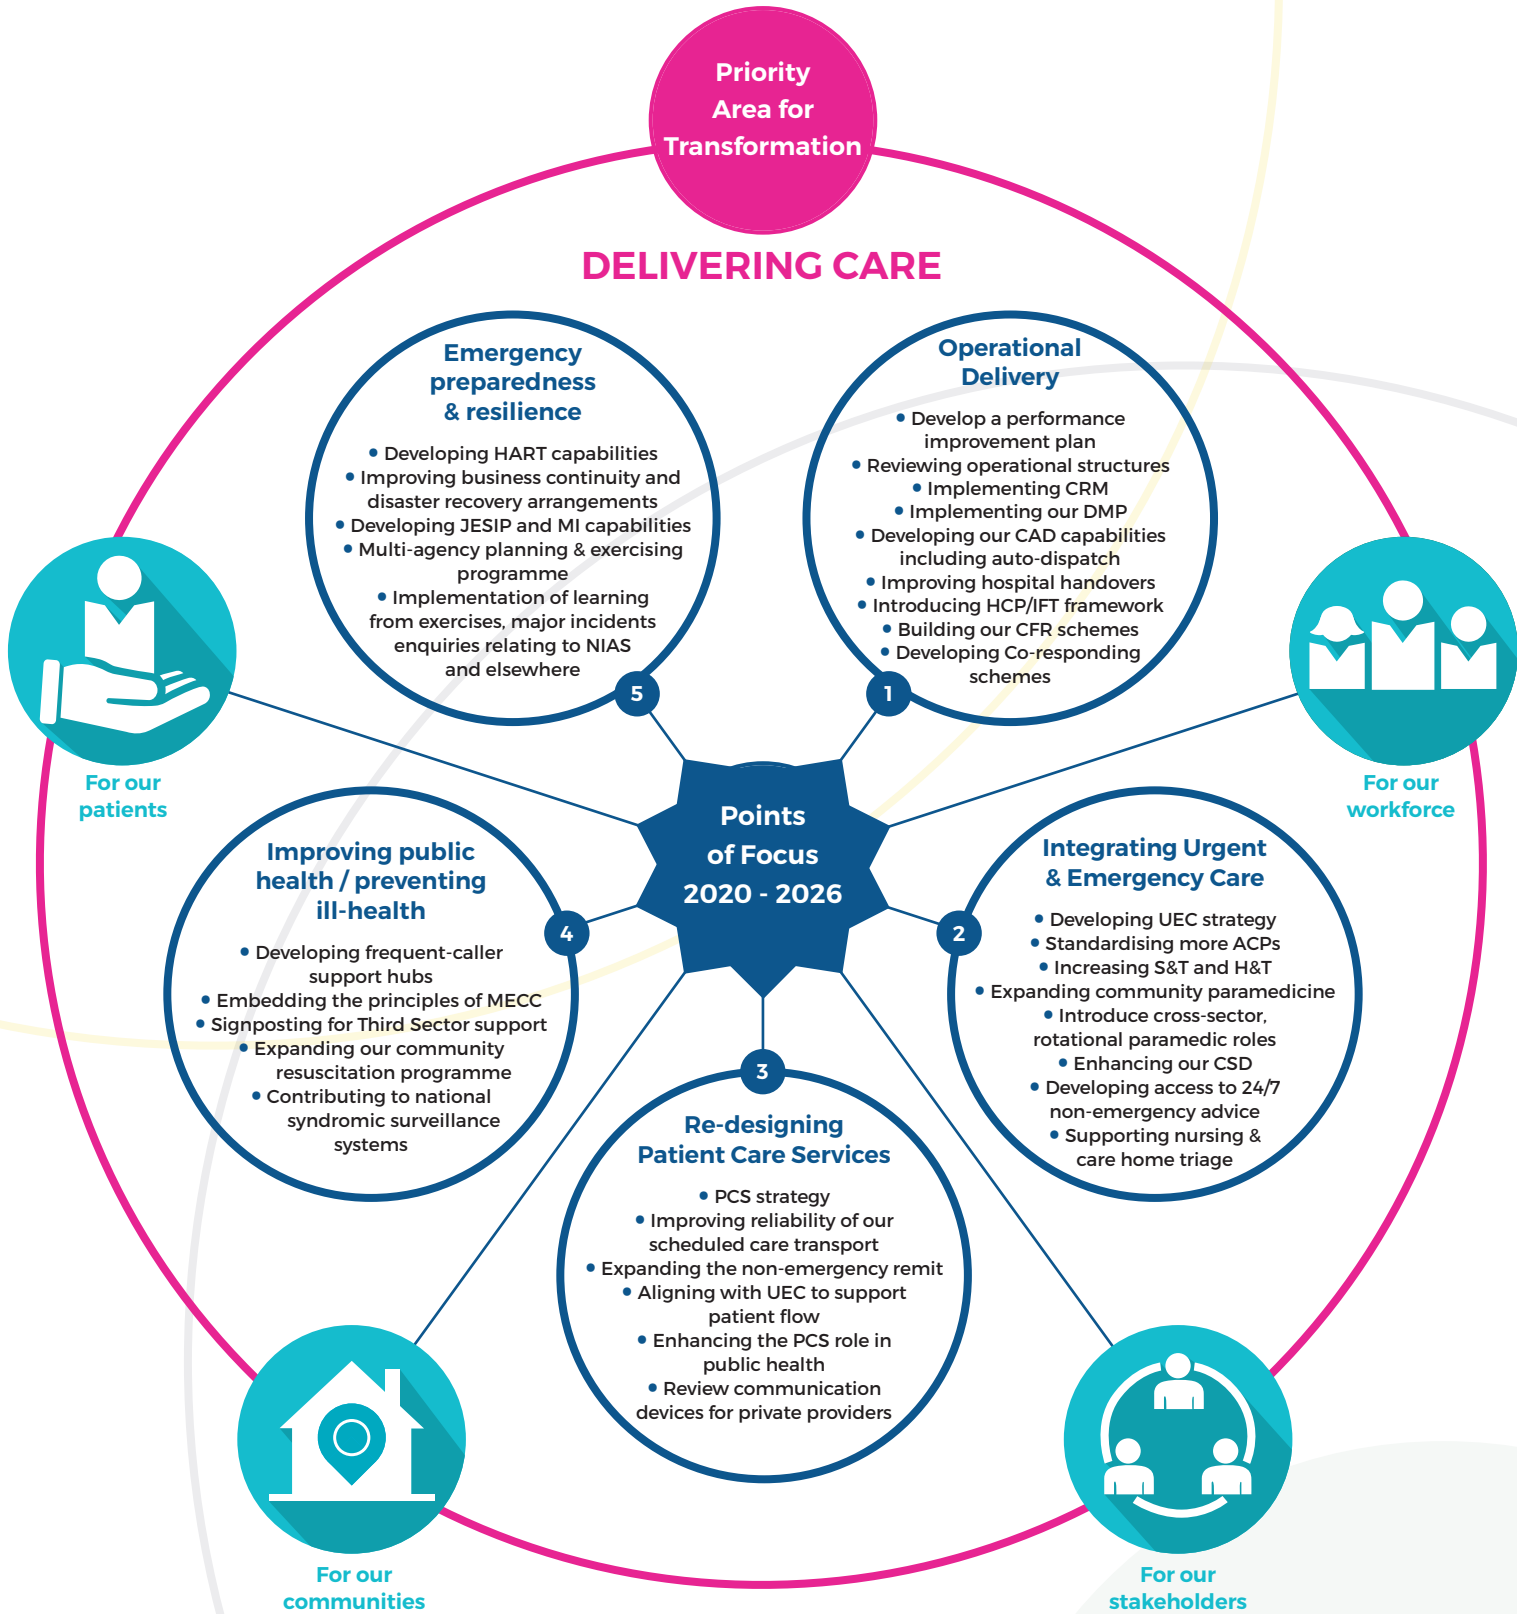 Priority
Area for
Transformation
DELIVERING CARE
Emergency
preparedness
& resilience
• Developing HART capabilities
• Improving business continuity and
disaster recovery arrangements
• Developing JESIP and MI capabilities
• Multi-agency planning & exercising
programme
• Implementation of learning
from exercises, major incidents
enquiries relating to NIAS
and elsewhere
5
Operational
Delivery
• Develop a performance
improvement plan
• Reviewing operational structures
• Implementing CRM
• Implementing our DMP
• Developing our CAD capabilities
including auto-dispatch
• Improving hospital handovers
• Introducing HCP/IFT framework
• Building our CFR schemes
• Developing Co-responding
schemes
1
For our
patients
For our
workforce
Points
of Focus
2020 - 2026
Improving public
health / preventing
ill-health
• Developing frequent-caller
support hubs
• Embedding the principles of MECC
• Signposting for Third Sector support
• Expanding our community
resuscitation programme
• Contributing to national
syndromic surveillance
systems
4
Integrating Urgent
& Emergency Care
• Developing UEC strategy
• Standardising more ACPs
• Increasing S&T and H&T
• Expanding community paramedicine
• Introduce cross-sector,
rotational paramedic roles
• Enhancing our CSD
• Developing access to 24/7
non-emergency advice
• Supporting nursing &
care home triage
2
3
Re-designing
Patient Care Services
• PCS strategy
• Improving reliability of our
scheduled care transport
• Expanding the non-emergency remit
• Aligning with UEC to support
patient flow
• Enhancing the PCS role in
public health
• Review communication
devices for private providers
For our
communities
For our
stakeholders